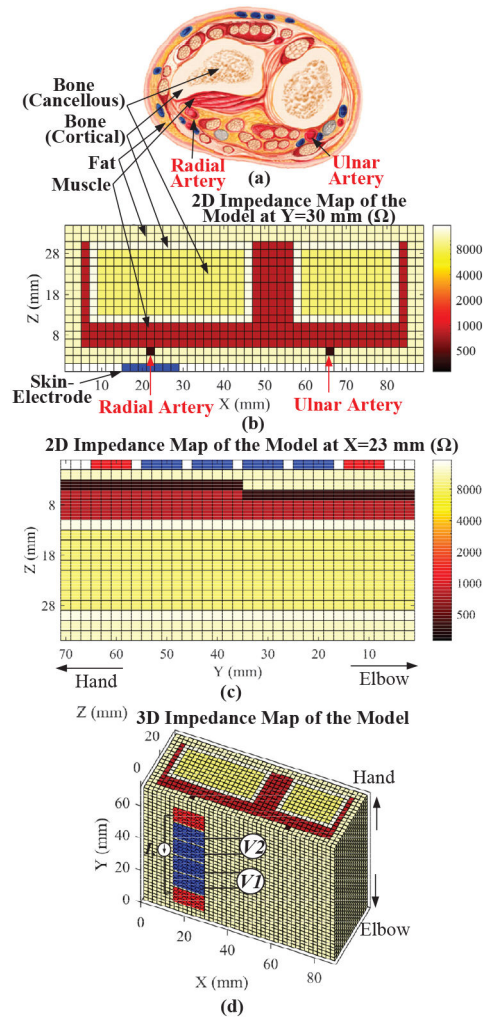 Bone
(Cancellous)
Bone
(Cortical)
Fat
Muscle
Radial
Artery
Ulnar
Artery
(a)
2D Impedance Map of the
Model at Y=30 mm (Ω)
Z (mm)
28
18
8
8000
4000
2000
1000
500
10 20 30 40 50 60 70 80
Skin-
Electrode
Radial Artery
X (mm)
Ulnar Artery
(b)
2D Impedance Map of the Model at X=23 mm (Ω)
Z (mm)
8
18
28
8000
4000
2000
1000
500
70 60 50 40 30 20 10
Hand
Y (mm)
Elbow
(c)
Z (mm)
3D Impedance Map of the Model
20
0
Hand
Y (mm)
60
40
20
0
V2
V1
0
20
40
60
80
Elbow
X (mm)
(d)